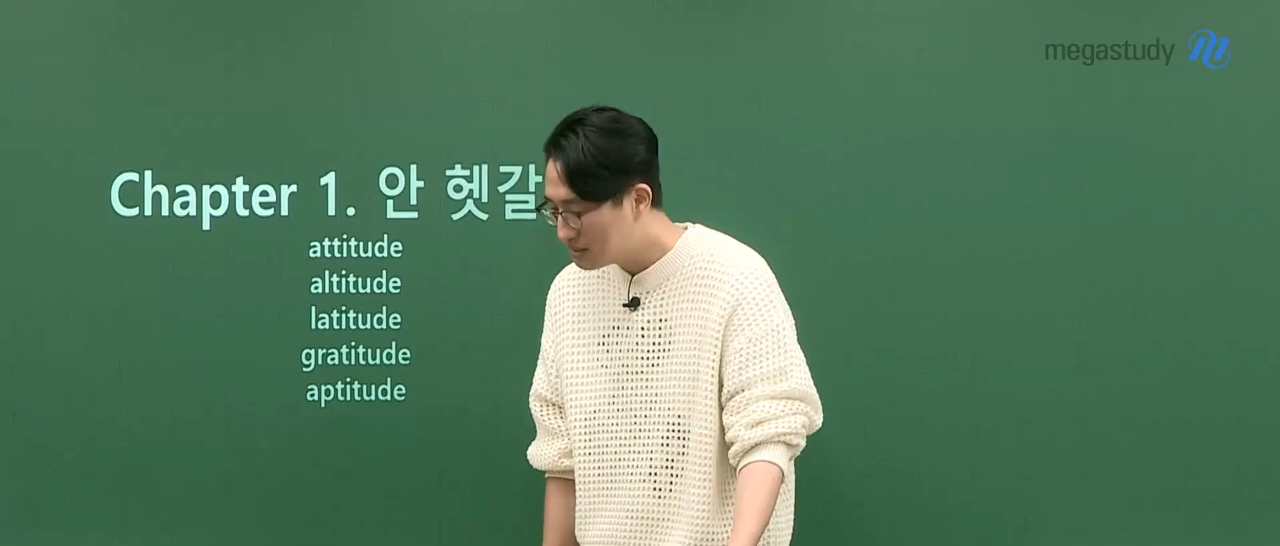 megastudy
Chapter 1. 안 헷갈
attitude
altitude
latitude
gratitude
aptitude